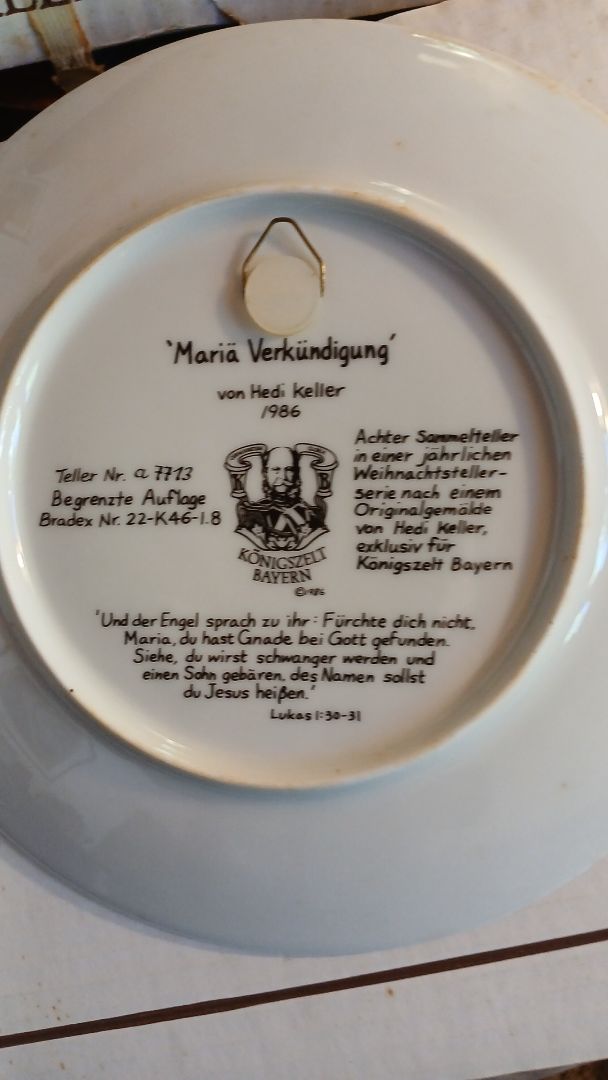 'Mariä Verkündigung'
von Hedi Keller
1986
Teller Nr. a 7713
Begrenzte Auflage
Bradex Nr. 22-K46-1.8
K B
KÖNIGSZELT
BAYERN
©1986
Achter Sammelteller
in einer jährlichen
Weihnachtsteller-
serie nach einem
Originalgemälde
von Hedi Keller,
exklusiv für
Königszelt Bayern
'Und der Engel sprach zu ihr: Fürchte dich nicht,
Maria, du hast Gnade bei Gott gefunden.
Siehe, du wirst schwanger werden und
einen Sohn gebären, des Namen sollst
du Jesus heißen.'
Lukas 1:30-31